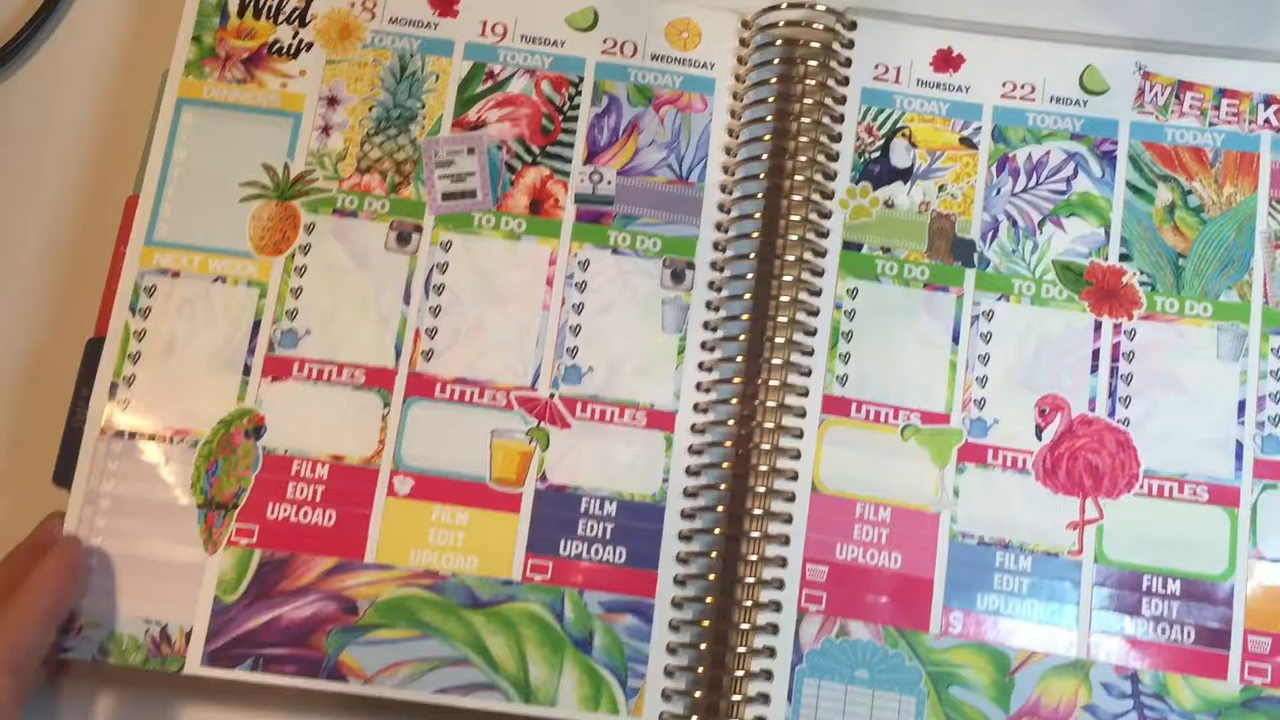 Wild
air
DINNERS
NEXT WEEK
18 MONDAY
TODAY
TO DO
LITTLES
FILM
EDIT
UPLOAD
19 TUESDAY
TODAY
TO DO
LITTLES
FILM
EDIT
UPLOAD
20 WEDNESDAY
TODAY
TO DO
LITTLES
FILM
EDIT
UPLOAD
21 THURSDAY
TODAY
TO DO
LITTLES
FILM
EDIT
UPLOAD
22 FRIDAY
TODAY
TO DO
LITT
FILM
EDIT
UPLOAD
WEEK
TODAY
TO DO
LITTLES
FILM
EDIT
UPLOAD